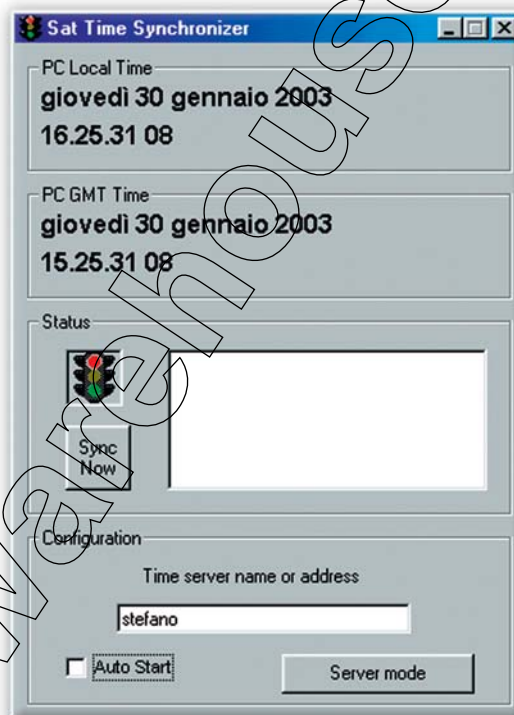 Sat Time Synchronizer
PC Local Time
giovedì 30 gennaio 2003
16.25.31 08
PC GMT Time
giovedì 30 gennaio 2003
15.25.31 08
Status
Sync
Now
Configuration
Time server name or address
stefano
Auto Start
Server mode